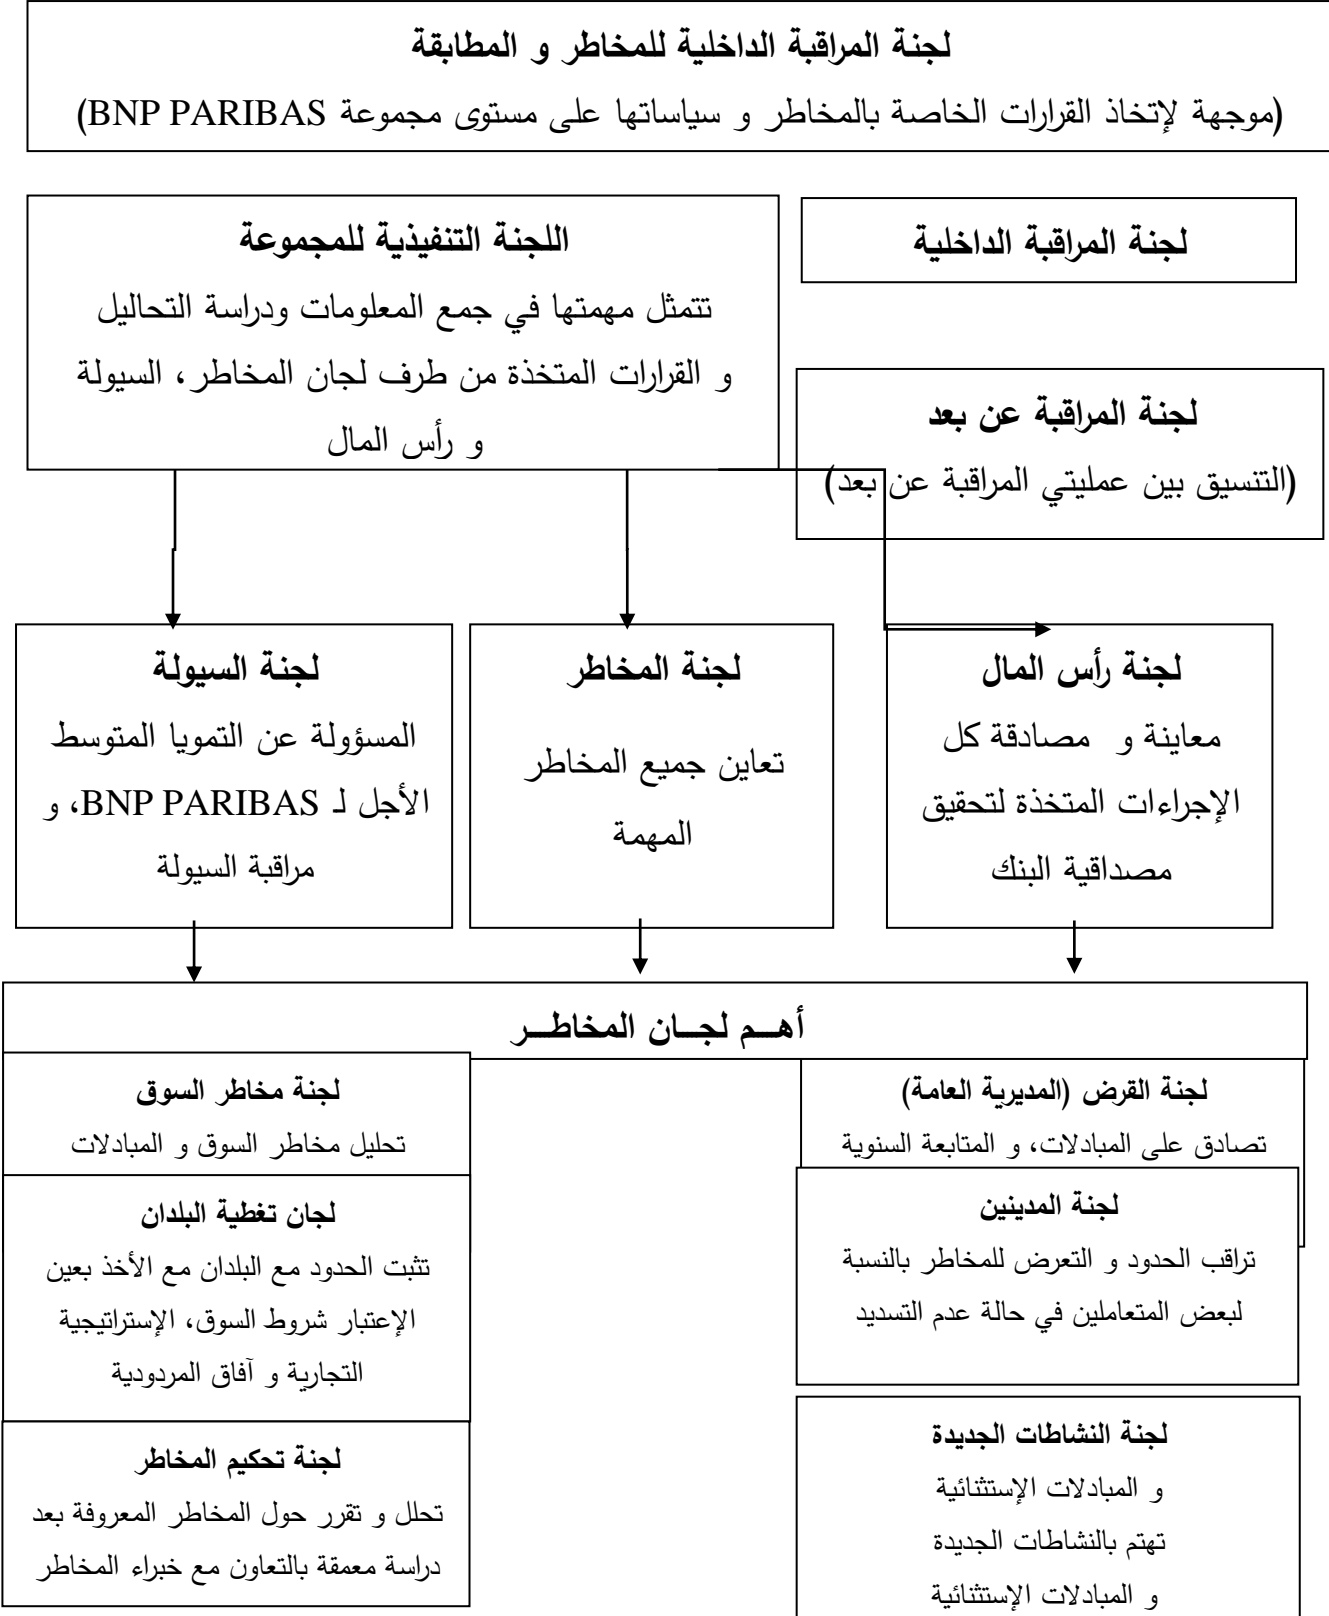 لجنة المراقبة الداخلية للمخاطر و المطابقة
(موجهة لإتخاذ القرارات الخاصة بالمخاطر و سياساتها على مستوى مجموعة BNP PARIBAS)
لجنة المراقبة الداخلية
اللجنة التنفيذية للمجموعة
تتمثل مهمتها في جمع المعلومات ودراسة التحاليل
و القرارات المتخذة من طرف لجان المخاطر، السيولة
و رأس المال
لجنة المراقبة عن بعد
(التنسيق بين عمليتي المراقبة عن بعد)
لجنة رأس المال
معاينة و مصادقة كل
الإجراءات المتخذة لتحقيق
مصداقية البنك
لجنة المخاطر
تعاين جميع المخاطر
المهمة
لجنة السيولة
المسؤولة عن التمويا المتوسط
الأجل لـ BNP PARIBAS، و
مراقبة السيولة
أهـــم لجـــان المخاطـــر
لجنة القرض (المديرية العامة)
تصادق على المبادلات، و المتابعة السنوية
لجنة المدينين
تراقب الحدود و التعرض للمخاطر بالنسبة
لبعض المتعاملين في حالة عدم التسديد
لجنة النشاطات الجديدة
و المبادلات الإستثنائية
تهتم بالنشاطات الجديدة
و المبادلات الإستثنائية
لجنة مخاطر السوق
تحليل مخاطر السوق و المبادلات
لجان تغطية البلدان
تثبت الحدود مع البلدان مع الأخذ بعين
الإعتبار شروط السوق، الإستراتيجية
التجارية و آفاق المردودية
لجنة تحكيم المخاطر
تحلل و تقرر حول المخاطر المعروفة بعد
دراسة معمقة بالتعاون مع خبراء المخاطر